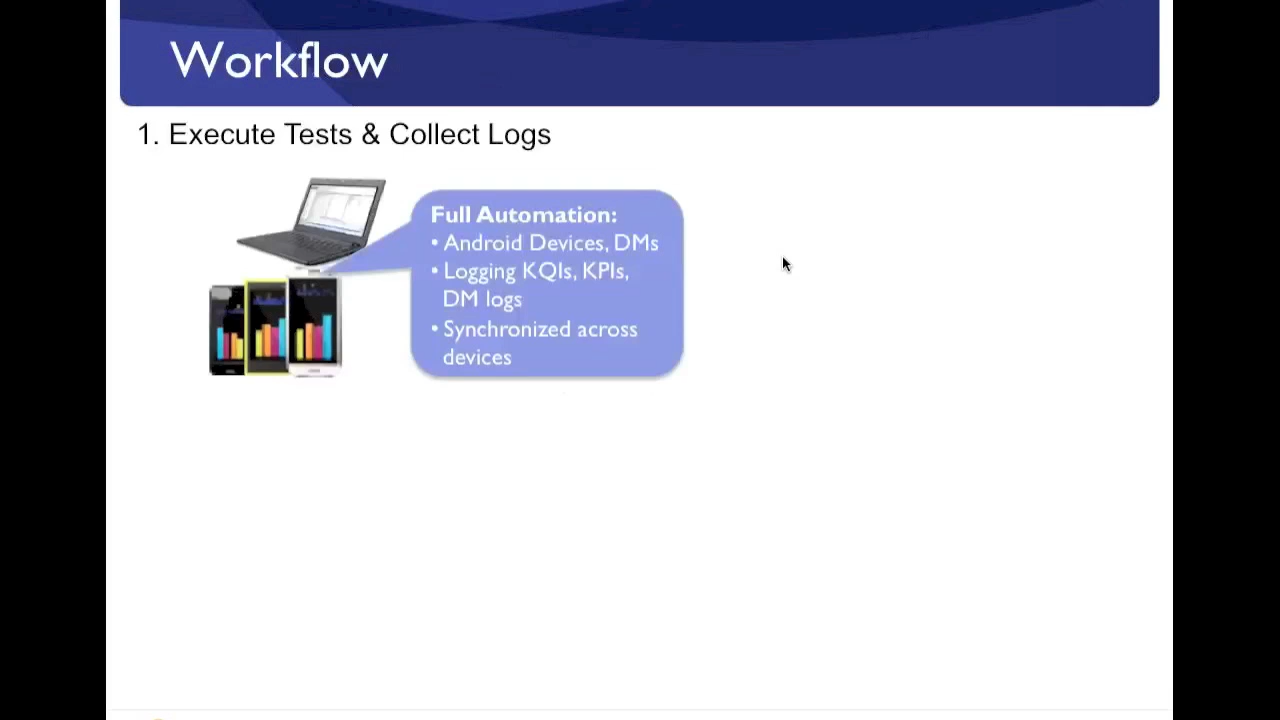 Workflow
1. Execute Tests & Collect Logs
Full Automation:
• Android Devices, DMs
• Logging KQIs, KPIs,
DM logs
• Synchronized across
devices